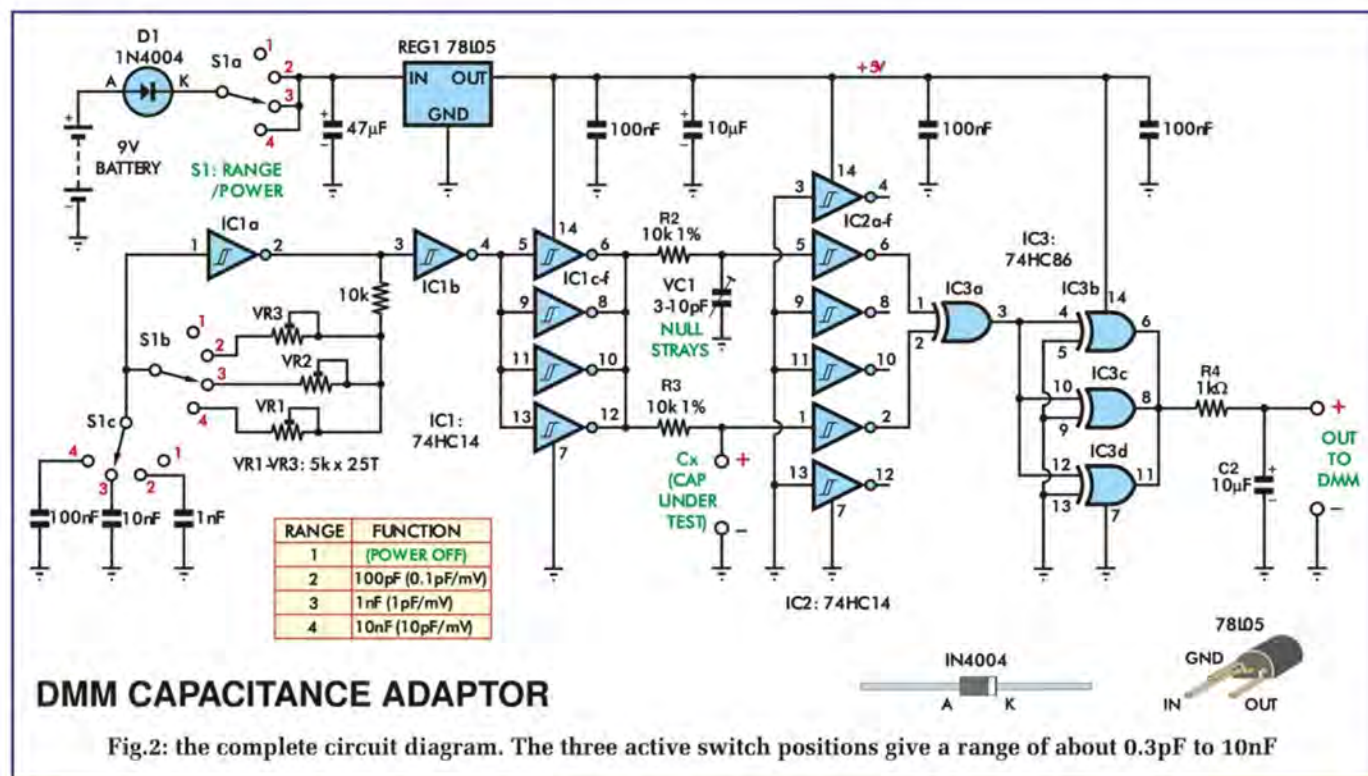 D1
1N4004
A
K
S1a
1
2
3
4
+
9V
BATTERY
−
S1: RANGE
/POWER
+
47µF
−
REG1 78L05
IN OUT
GND
100nF
+
10µF
−
+5V
100nF
100nF
IC1a
1
2
10k
3
IC1b
4
5
14
6
IC1c-f
9
8
11
10
13
12
7
IC1:
74HC14
R2
10k 1%
VC1
3-10pF
NULL
STRAYS
R3
10k 1%
+
Cx
(CAP
UNDER
TEST)
−
3
14
4
IC2a-f
5
6
9
8
11
10
1
2
13
12
7
IC2: 74HC14
IC3:
74HC86
IC3a
1
2
3
IC3b
14
4
5
6
IC3c
10
9
8
IC3d
12
13
11
7
R4
1kΩ
C2
10µF
+
−
+
OUT
TO
DMM
−
S1b
1
2
3
4
VR3
VR2
VR1
VR1-VR3: 5k x 25T
S1c
4
3
2
1
100nF
10nF
1nF
RANGE FUNCTION
1 (POWER OFF)
2 100pF (0.1pF/mV)
3 1nF (1pF/mV)
4 10nF (10pF/mV)
IN4004
A K
78L05
GND
IN
OUT
DMM CAPACITANCE ADAPTOR
Fig.2: the complete circuit diagram. The three active switch positions give a range of about 0.3pF to 10nF